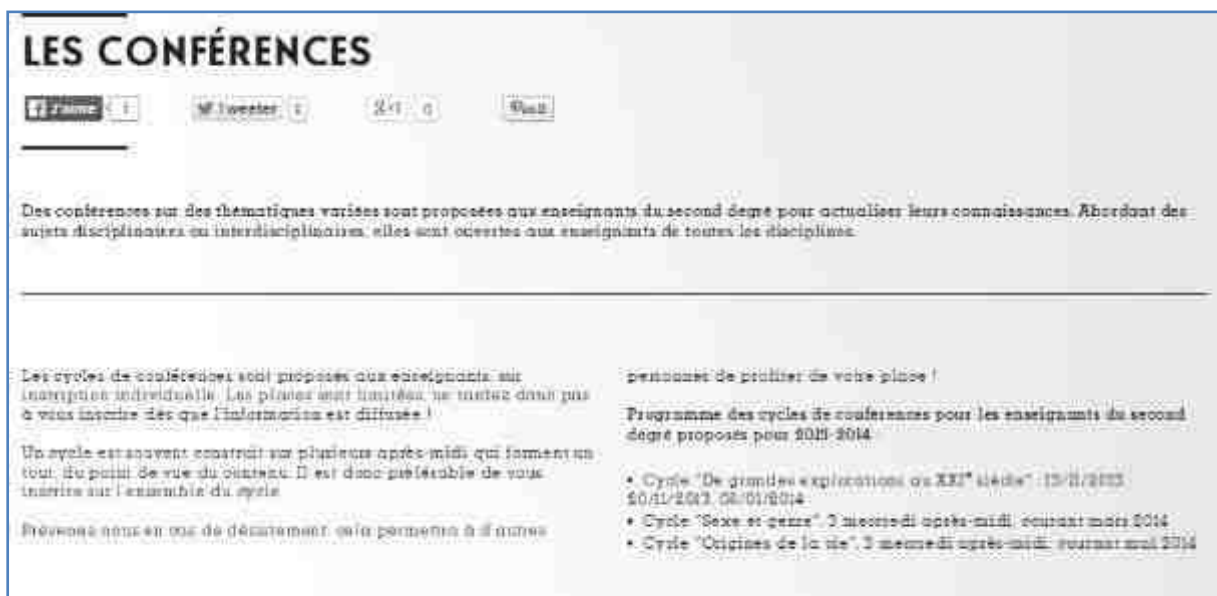 LES CONFÉRENCES
J'aime 1
Tweeter
0
Des conférences sur des thématiques variées sont proposées aux enseignants du second degré pour actualiser leurs connaissances. Abordant des
sujets disciplinaires ou interdisciplinaires, elles sont ouvertes aux enseignants de toutes les disciplines.
Les cycles de conférences sont proposés aux enseignants, sur
inscription individuelle. Les places sont limitées, ne tardez donc pas
à vous inscrire dès que l'information est diffusée !
Un cycle est souvent construit sur plusieurs après-midi qui forment un
tout, du point de vue du contenu. Il est donc préférable de vous
inscrire sur l'ensemble du cycle.
Prévenez nous en cas de désistement, cela permettra à d'autres
personnes de profiter de votre place !
Programme des cycles de conférences pour les enseignants du second
degré proposés pour 2013-2014
• Cycle "De grandes explorations au siècle" :
20/11/2013,
• Cycle "Sexe et genre", 3 mercredi après-midi, courant mars 2014
• Cycle "Origines de la vie", 3 mercredi après-midi, courant mai 2014